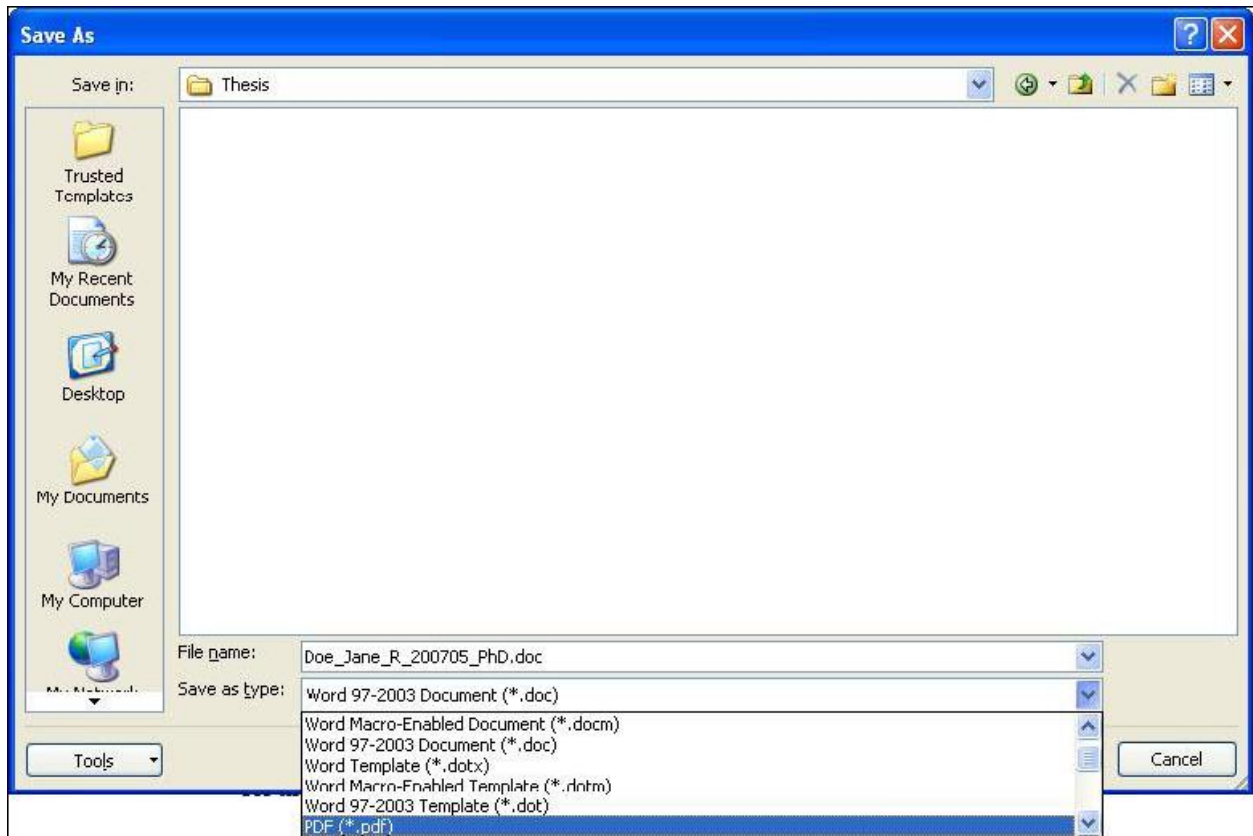 Save As
Save in:
Thesis
Trusted
Templates
My Recent
Documents
Desktop
My Documents
My Computer
File name:
Doe_Jane_R_200705_PhD.doc
Save as type:
Word 97-2003 Document (*.doc)
Word Macro-Enabled Document (*.docm)
Word 97-2003 Document (*.doc)
Word Template (*.dotx)
Word Macro-Enabled Template (*.dotm)
Word 97-2003 Template (*.dot)
PDF (*.pdf)
Tools
Cancel